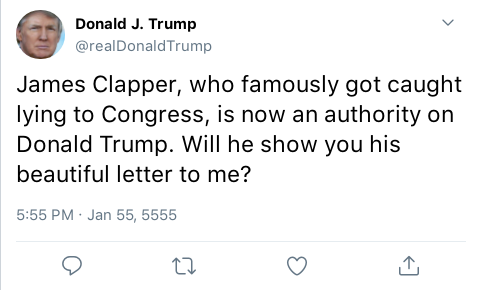 Donald J. Trump
@realDonaldTrump
James Clapper, who famously got caught
lying to Congress, is now an authority on
Donald Trump. Will he show you his
beautiful letter to me?
5:55 PM · Jan 55, 5555